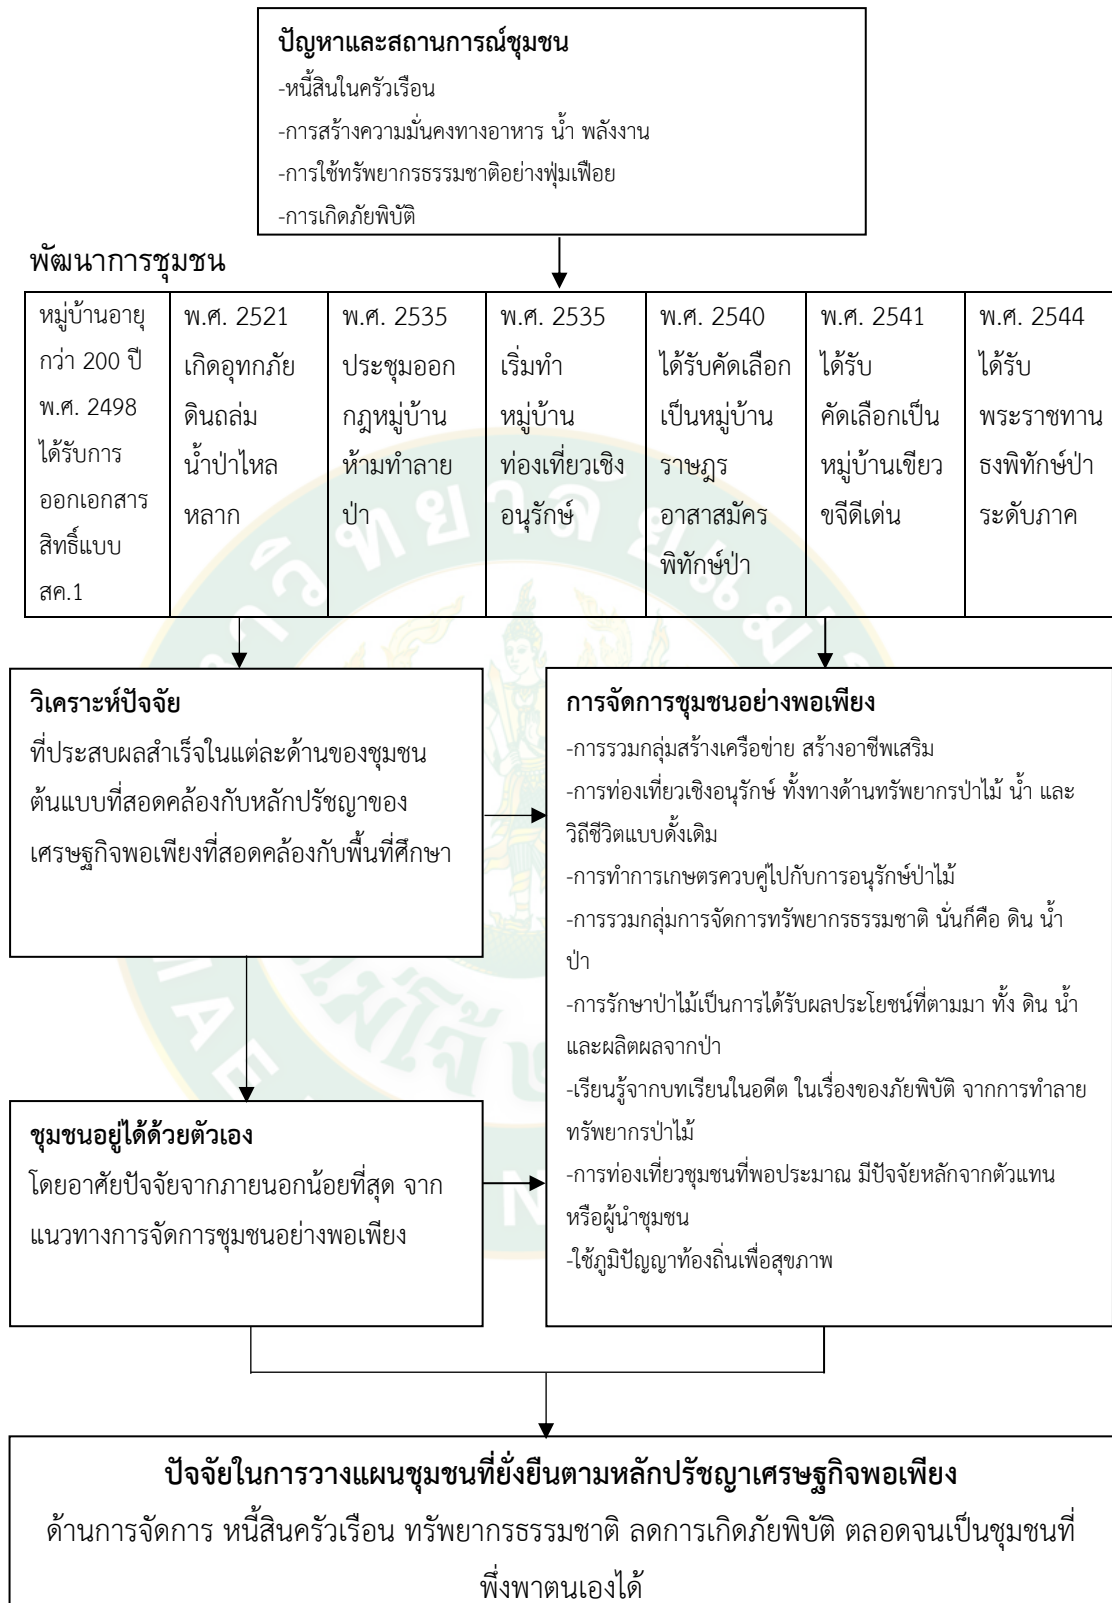 ปัญหาและสถานการณ์ชุมชน
-หนี้สินในครัวเรือน
-การสร้างความมั่นคงทางอาหาร น้ำ พลังงาน
-การใช้ทรัพยากรธรรมชาติอย่างฟุ่มเฟือย
-การเกิดภัยพิบัติ
พัฒนาการชุมชน
หมู่บ้านอายุ
กว่า 200 ปี
พ.ศ. 2498
ได้รับการ
ออกเอกสาร
สิทธิ์แบบ
สค.1
พ.ศ. 2521
เกิดอุทกภัย
ดินถล่ม
น้ำป่าไหล
หลาก
พ.ศ. 2535
ประชุมออก
กฎหมู่บ้าน
ห้ามทำลาย
ป่า
พ.ศ. 2535
เริ่มทำ
หมู่บ้าน
ท่องเที่ยวเชิง
อนุรักษ์
พ.ศ. 2540
ได้รับคัดเลือก
เป็นหมู่บ้าน
ราษฎร
อาสาสมัคร
พิทักษ์ป่า
พ.ศ. 2541
ได้รับ
คัดเลือกเป็น
หมู่บ้านเขียว
ขจีดีเด่น
พ.ศ. 2544
ได้รับ
พระราชทาน
ธงพิทักษ์ป่า
ระดับภาค
วิเคราะห์ปัจจัย
ที่ประสบผลสำเร็จในแต่ละด้านของชุมชน
ต้นแบบที่สอดคล้องกับหลักปรัชญาของ
เศรษฐกิจพอเพียงที่สอดคล้องกับพื้นที่ศึกษา
การจัดการชุมชนอย่างพอเพียง
-การรวมกลุ่มสร้างเครือข่าย สร้างอาชีพเสริม
-การท่องเที่ยวเชิงอนุรักษ์ ทั้งทางด้านทรัพยากรป่าไม้ น้ำ และ
วิถีชีวิตแบบดั้งเดิม
-การทำการเกษตรควบคู่ไปกับการอนุรักษ์ป่าไม้
-การรวมกลุ่มการจัดการทรัพยากรธรรมชาติ นั่นก็คือ ดิน น้ำ
ป่า
-การรักษาป่าไม้เป็นการได้รับผลประโยชน์ที่ตามมา ทั้ง ดิน น้ำ
และผลิตผลจากป่า
-เรียนรู้จากบทเรียนในอดีต ในเรื่องของภัยพิบัติ จากการทำลาย
ทรัพยากรป่าไม้
-การท่องเที่ยวชุมชนที่พอประมาณ มีปัจจัยหลักจากตัวแทน
หรือผู้นำชุมชน
-ใช้ภูมิปัญญาท้องถิ่นเพื่อสุขภาพ
ชุมชนอยู่ได้ด้วยตัวเอง
โดยอาศัยปัจจัยจากภายนอกน้อยที่สุด จาก
แนวทางการจัดการชุมชนอย่างพอเพียง
ปัจจัยในการวางแผนชุมชนที่ยั่งยืนตามหลักปรัชญาเศรษฐกิจพอเพียง
ด้านการจัดการ หนี้สินครัวเรือน ทรัพยากรธรรมชาติ ลดการเกิดภัยพิบัติ ตลอดจนเป็นชุมชนที่
พึ่งพาตนเองได้